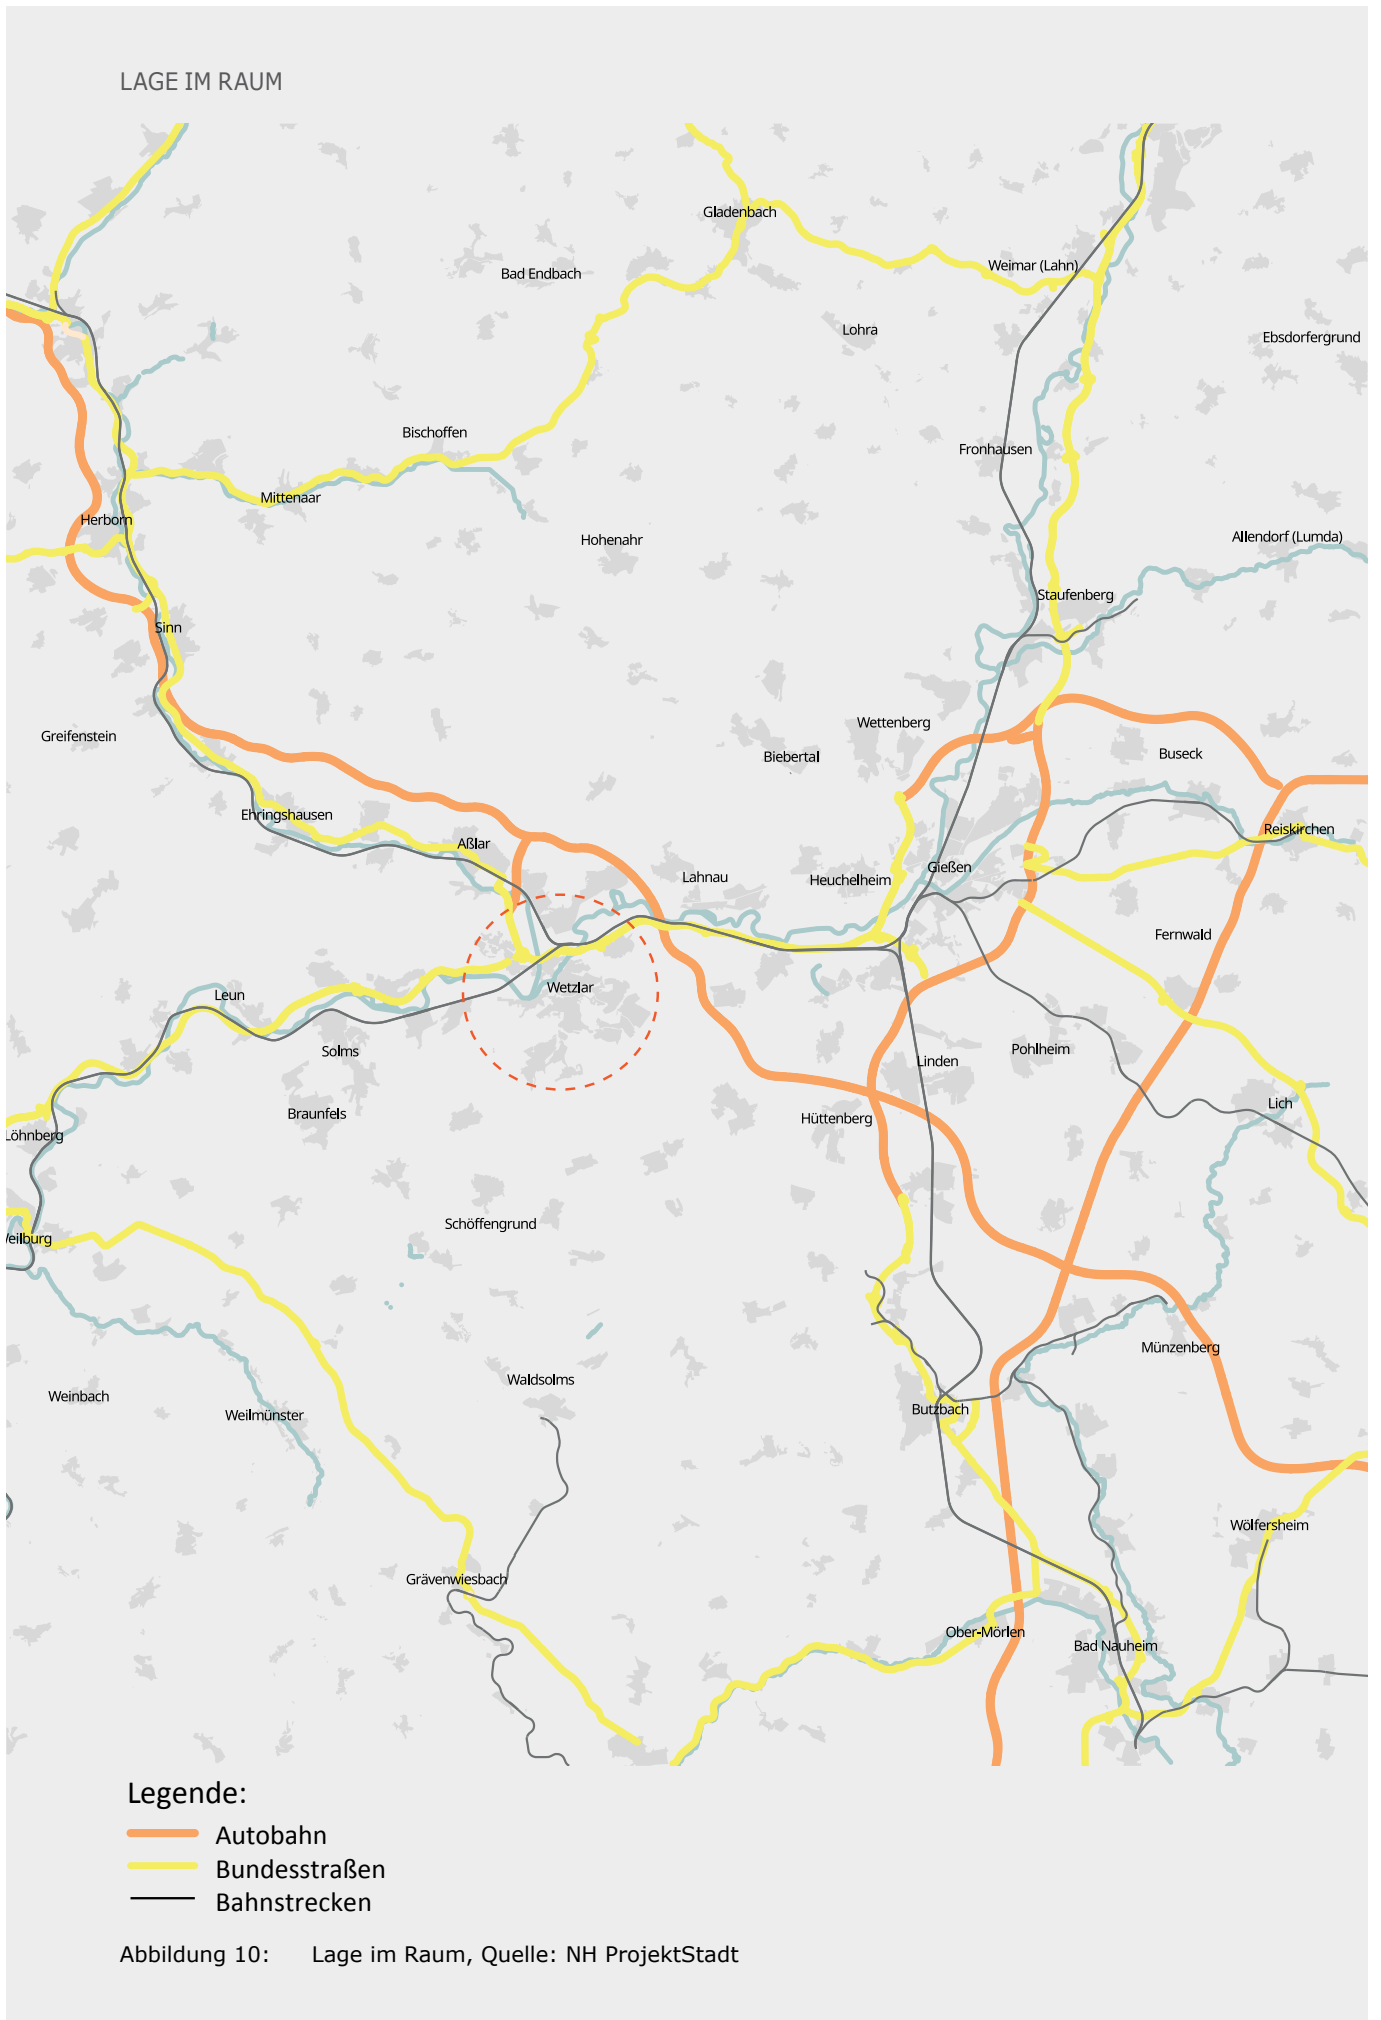 LAGE IM RAUM
Gladenbach
Weimar (Lahn)
Bad Endbach
Lohra
Ebsdorfergrund
Bischoffen
Fronhausen
Mittenaar
Herborn
Hohenahr
Allendorf (Lumda)
Staufenberg
Sinn
Wettenberg
Greifenstein
Biebertal
Buseck
Ehringshausen
Reiskirchen
Aßlar
Gießen
Lahnau
Heuchelheim
Fernwald
Wetzlar
Leun
Solms
Pohlheim
Linden
Lich
Braunfels
Hüttenberg
Löhnberg
Schöffengrund
eilburg
Münzenberg
Waldsolms
Weinbach
Butzbach
Weilmünster
Wölfersheim
Grävenwiesbach
Ober-Mörlen
Bad Nauheim
Legende:
Autobahn
Bundesstraßen
Bahnstrecken
Abbildung 10: Lage im Raum, Quelle: NH ProjektStadt